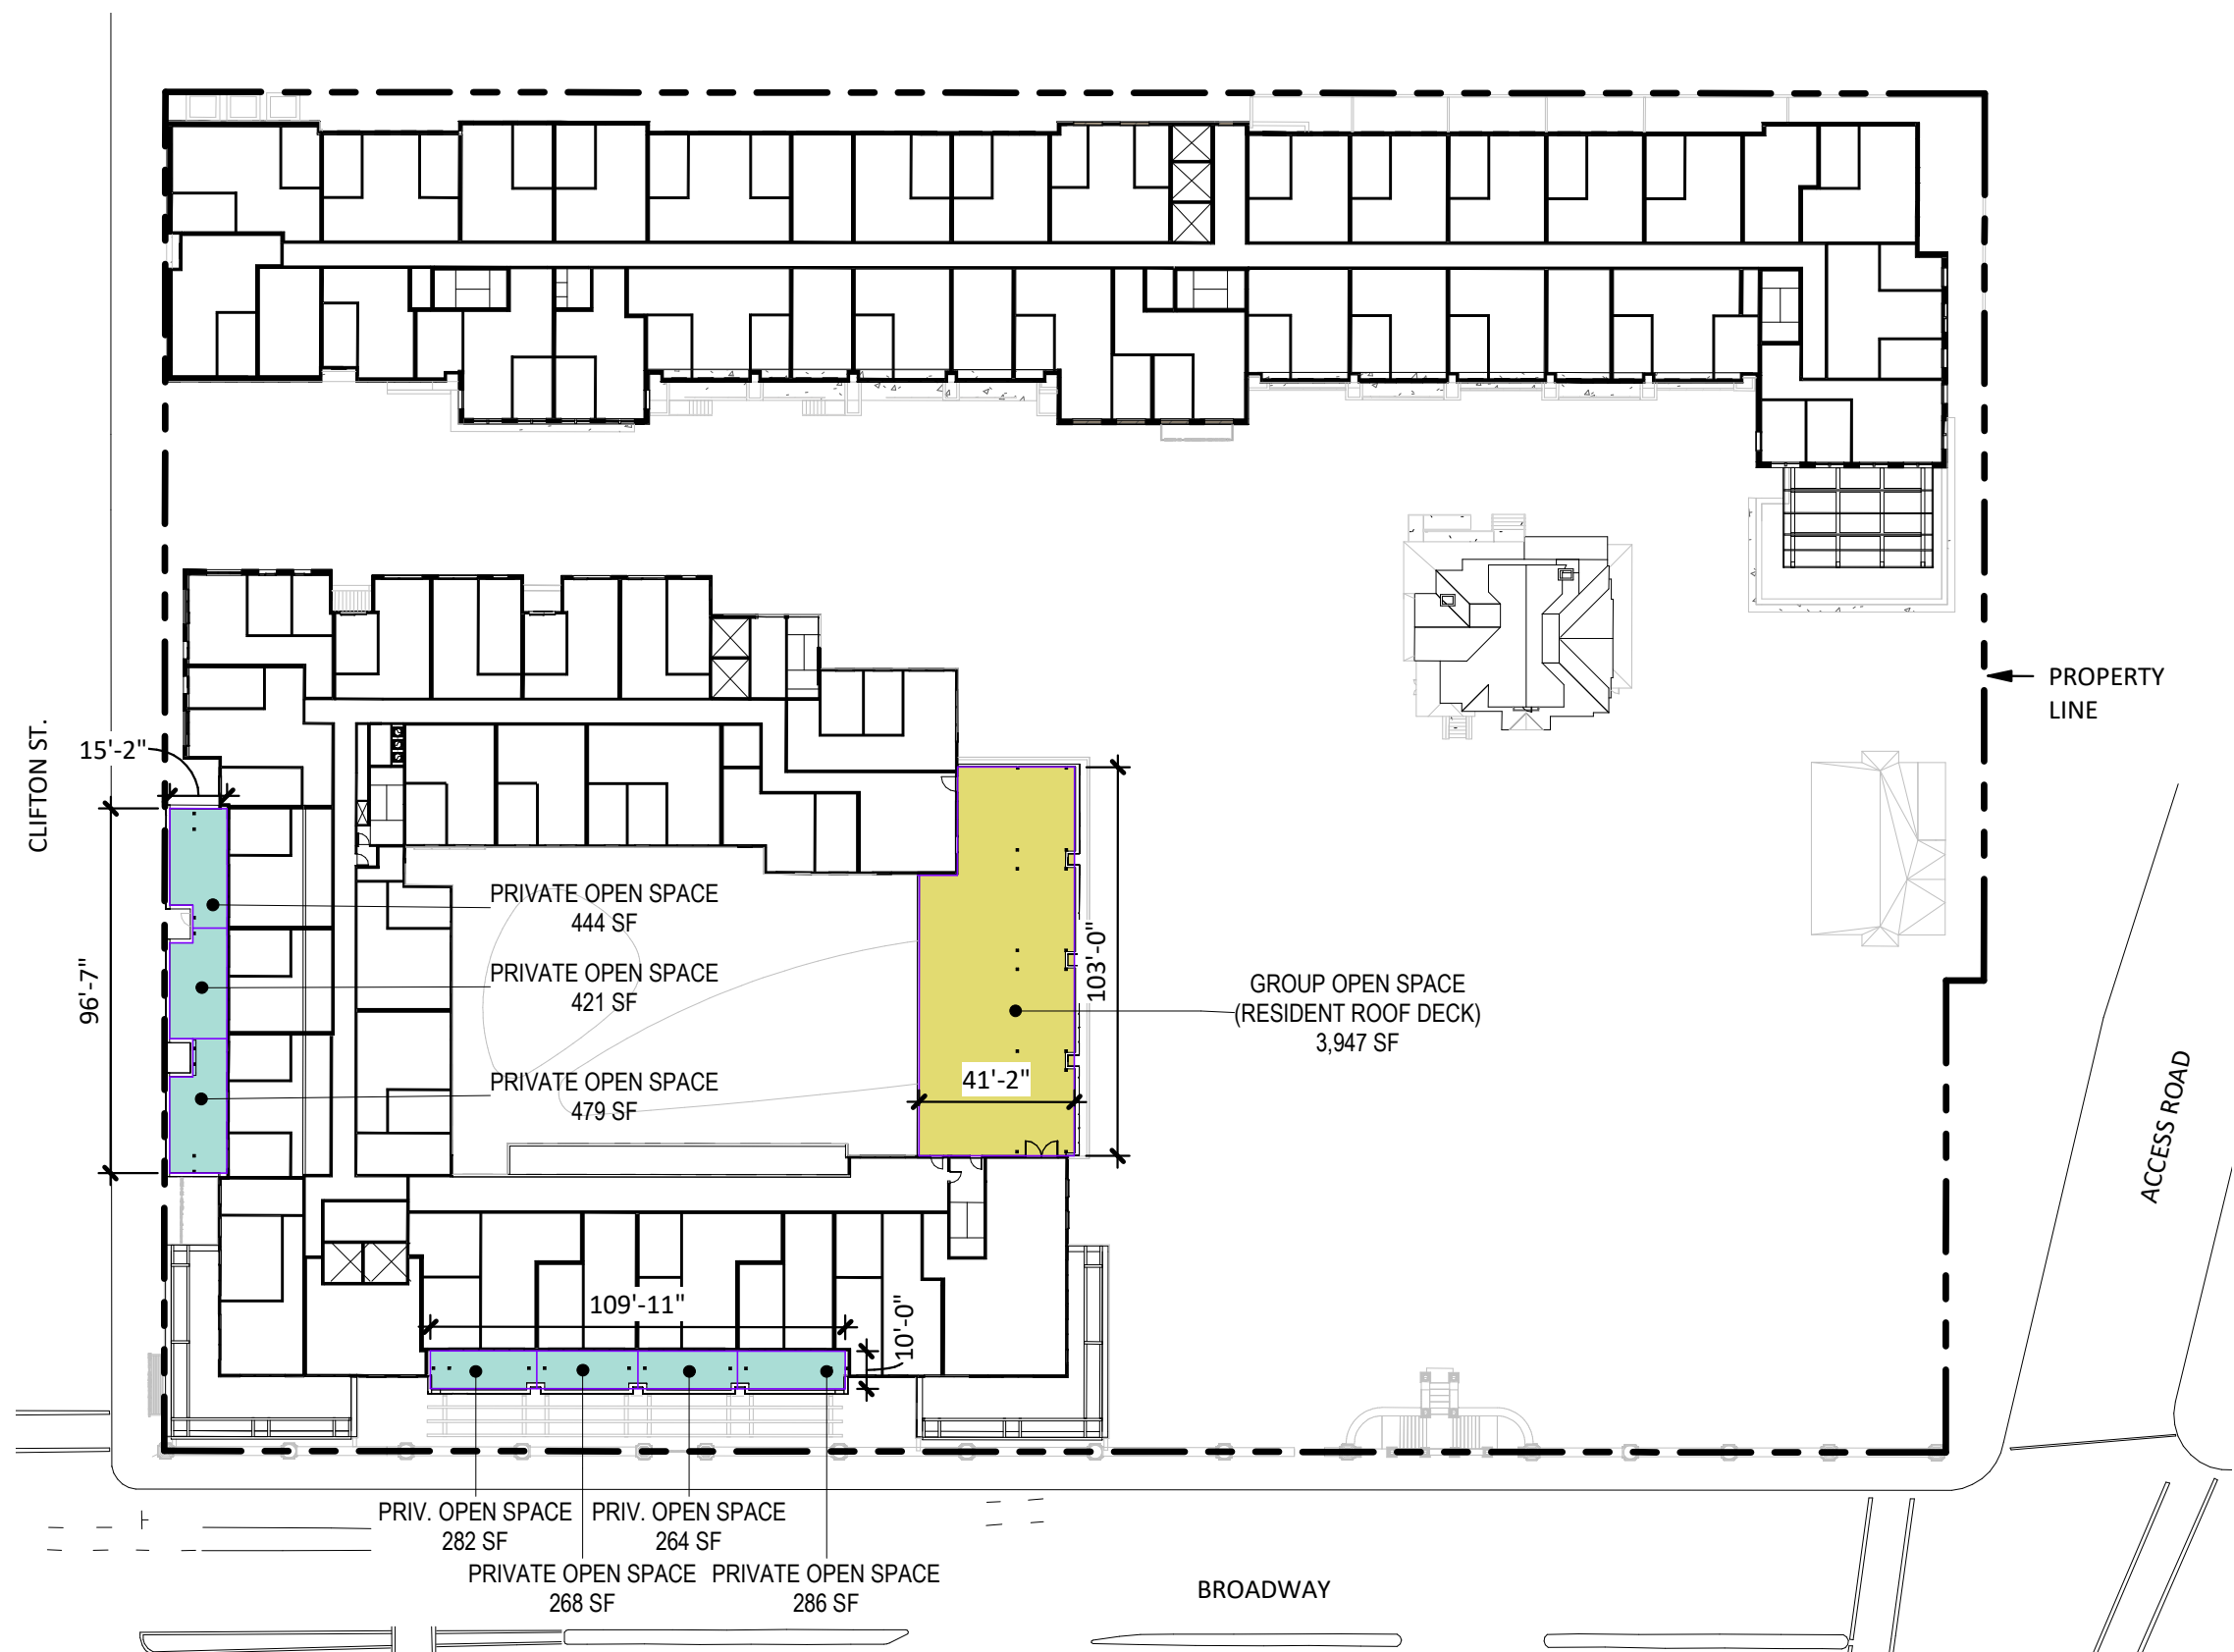 PROPERTY
LINE
CLIFTON ST.
15'-2"
96'-7"
PRIVATE OPEN SPACE
444 SF
PRIVATE OPEN SPACE
421 SF
PRIVATE OPEN SPACE
479 SF
103'-0"
41'-2"
GROUP OPEN SPACE
(RESIDENT ROOF DECK)
3,947 SF
ACCESS ROAD
109'-11"
10'-0"
PRIV. OPEN SPACE
282 SF
PRIV. OPEN SPACE
264 SF
PRIVATE OPEN SPACE
268 SF
PRIVATE OPEN SPACE
286 SF
BROADWAY